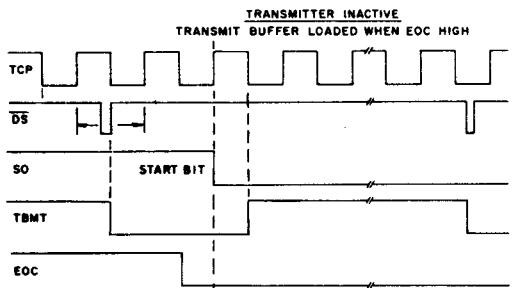 TRANSMITTER INACTIVE
TRANSMIT BUFFER LOADED WHEN EOC HIGH
TCP
DS
SO
START BIT
TBMT
EOC